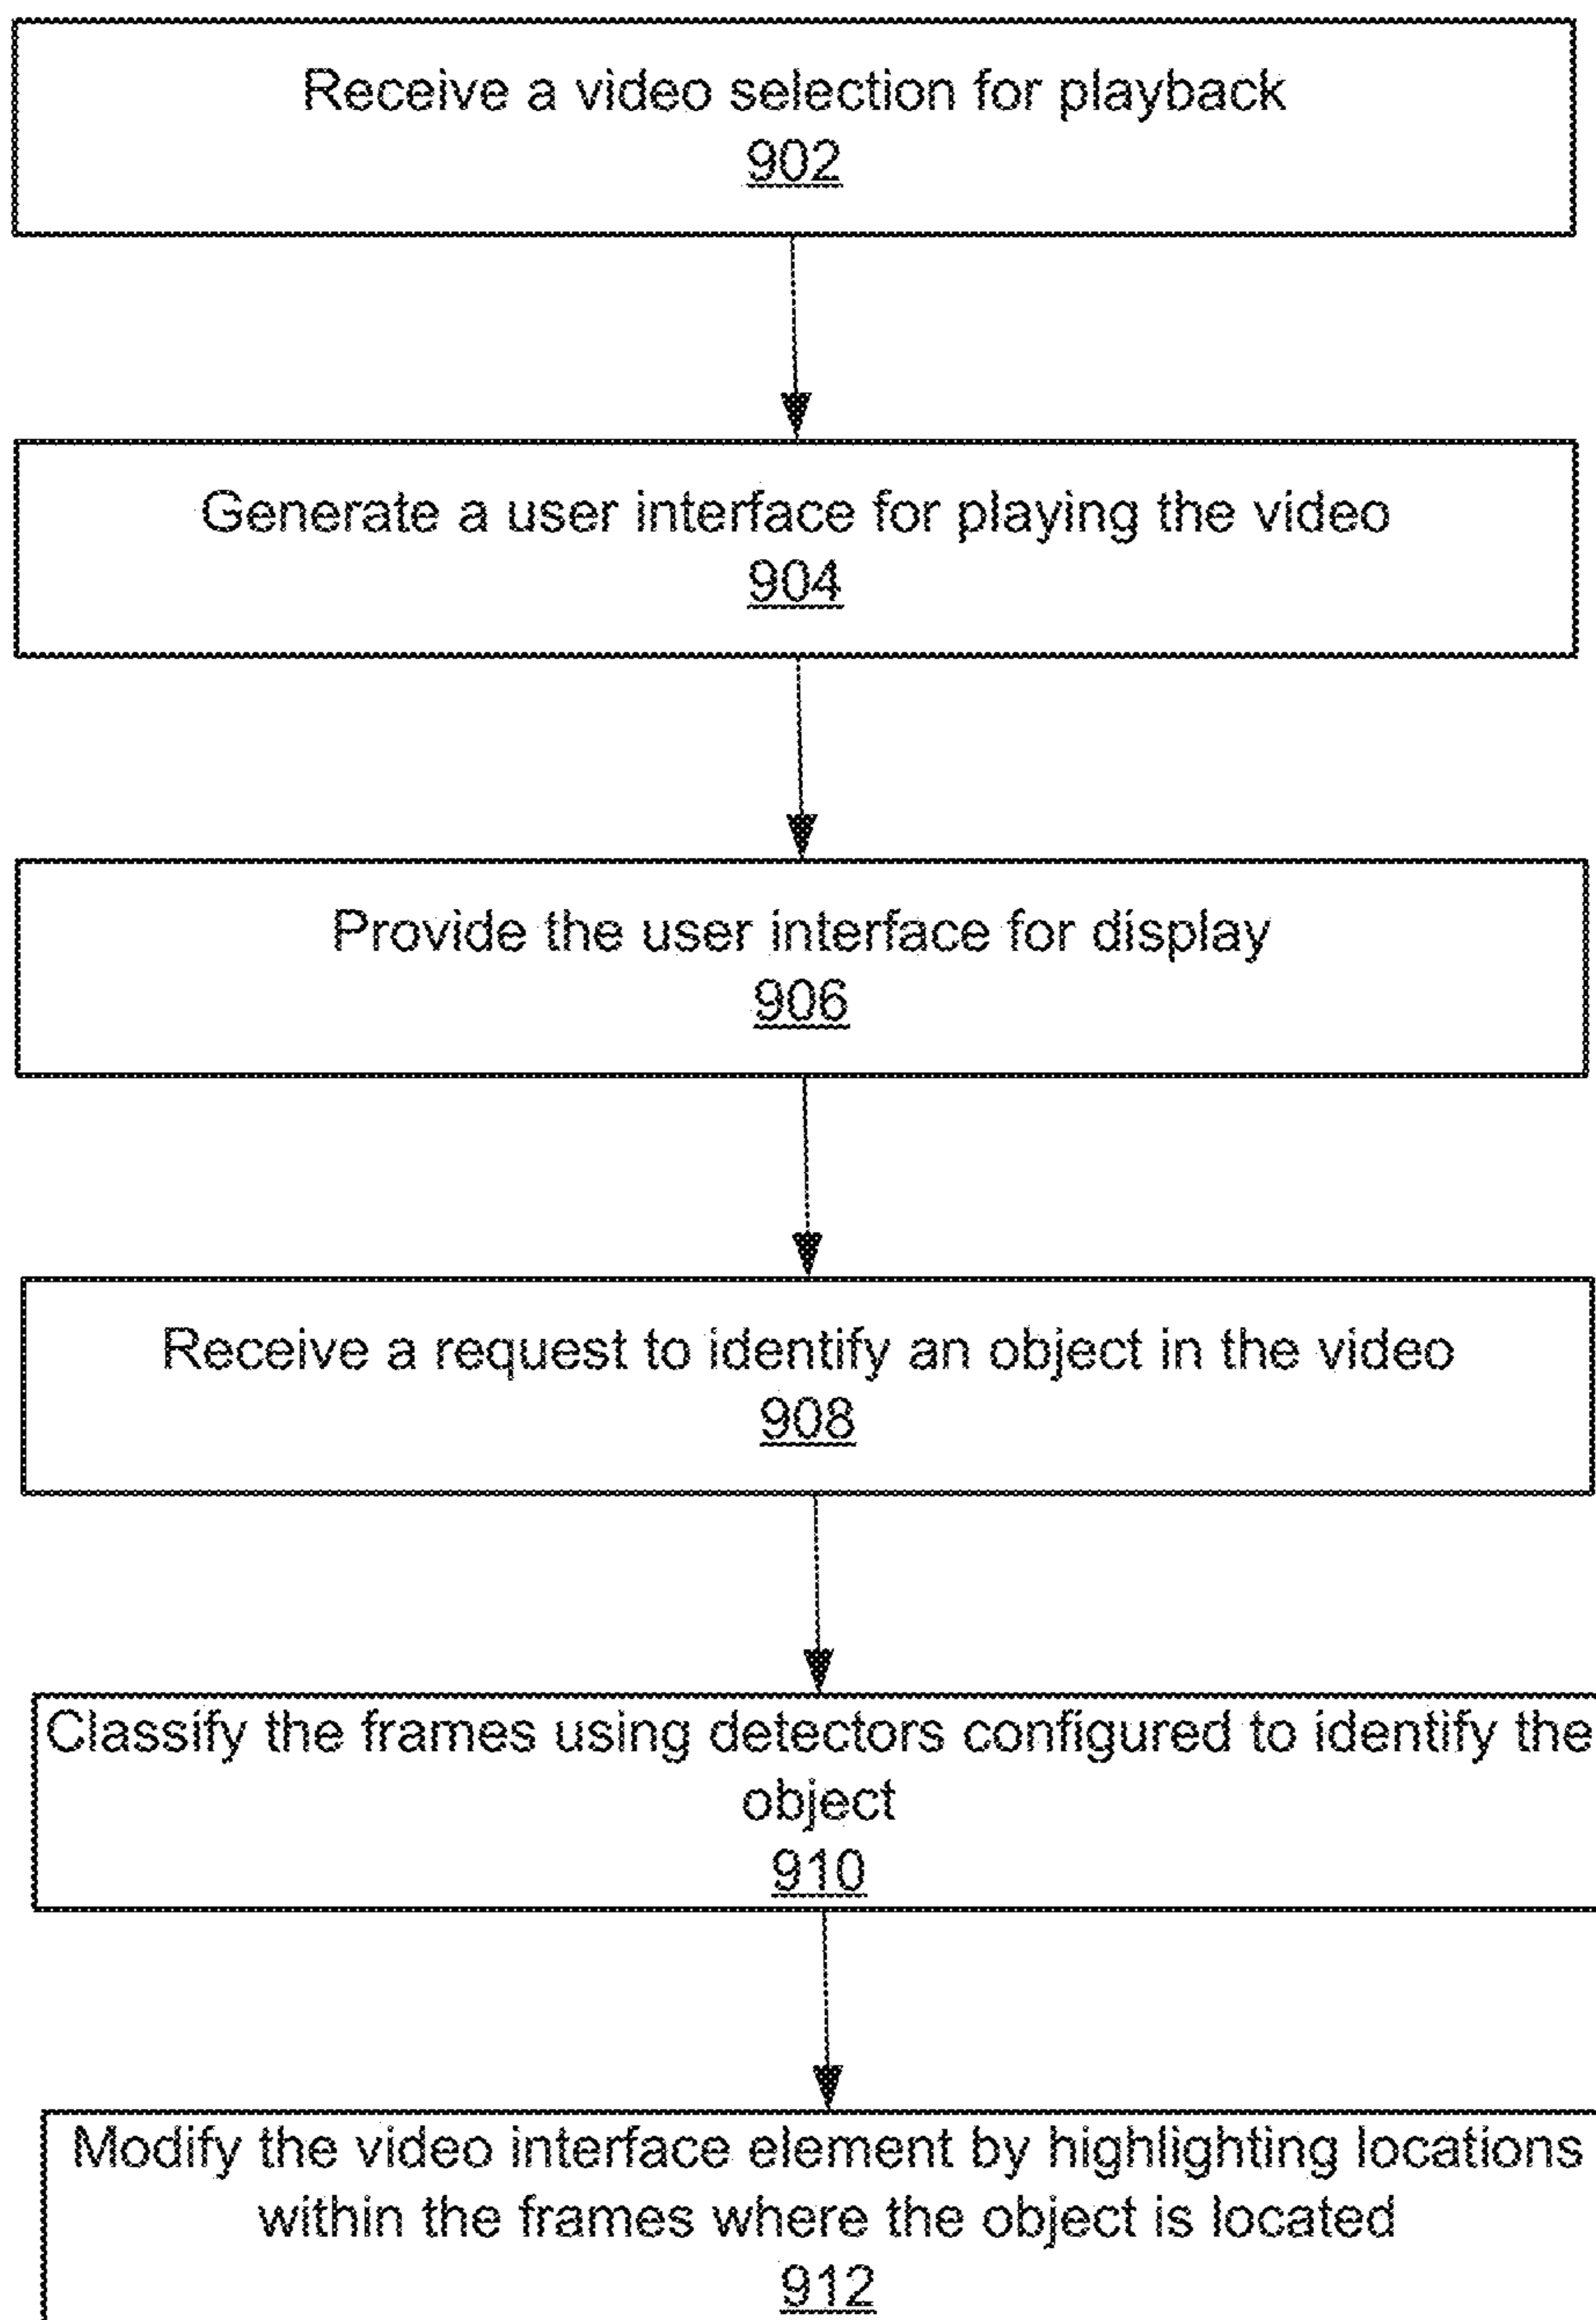 Receive a video selection for playback
902
Generate a user interface for playing the video
904
Provide the user interface for display
906
Receive a request to identify an object in the video
908
Classify the frames using detectors configured to identify the
object
910
Modify the video interface element by highlighting locations
within the frames where the object is located
912